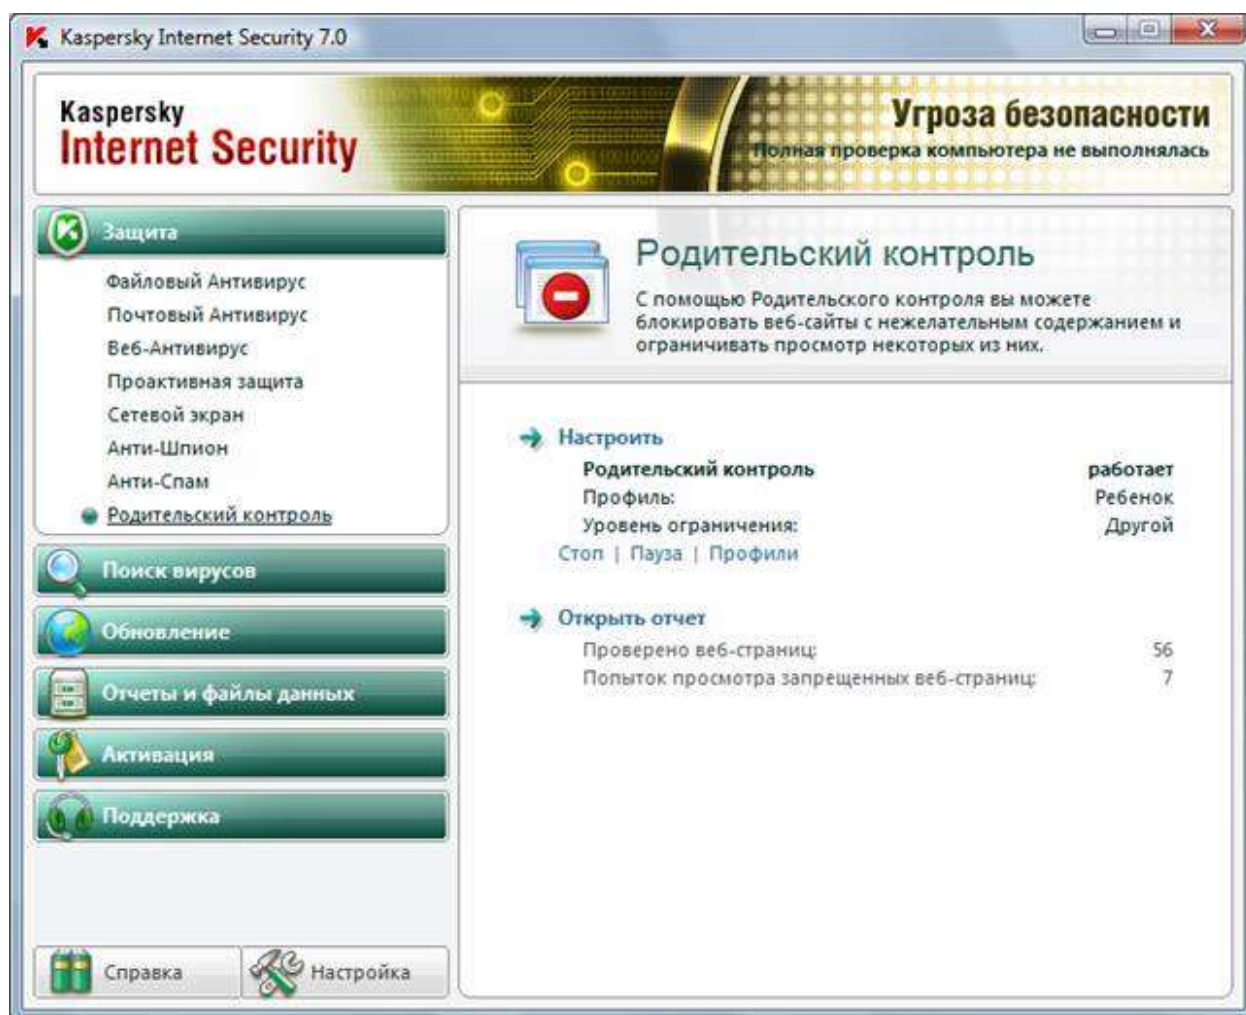 Kaspersky Internet Security 7.0
Kaspersky
Internet Security
Угроза безопасности
Полная проверка компьютера не выполнялась
Защита
Файловый Антивирус
Почтовый Антивирус
Веб-Антивирус
Проактивная защита
Сетевой экран
Анти-Шпион
Анти-Спам
Родительский контроль
Поиск вирусов
Обновление
Отчеты и файлы данных
Активация
Поддержка
Справка
Настройка
Родительский контроль
С помощью Родительского контроля вы можете
блокировать веб-сайты с нежелательным содержанием и
ограничивать просмотр некоторых из них.
Настроить
Родительский контроль работает
Профиль: Ребенок
Уровень ограничения: Другой
Стоп | Пауза | Профили
Открыть отчет
Проверено веб-страниц: 56
Попыток просмотра запрещенных веб-страниц: 7